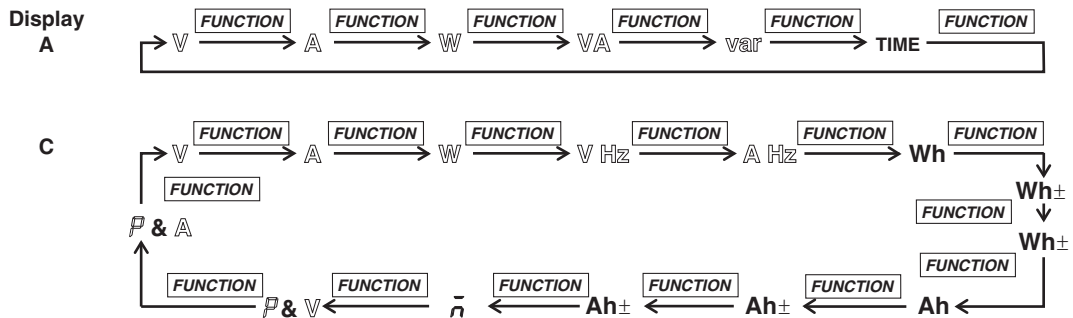 Display
FUNCTION FUNCTION FUNCTION FUNCTION FUNCTION FUNCTION
A V A W VA var TIME
FUNCTION FUNCTION FUNCTION FUNCTION FUNCTION FUNCTION
C V A W V Hz A Hz Wh
FUNCTION Wh±
FUNCTION
P & A Wh±
FUNCTION
FUNCTION FUNCTION FUNCTION FUNCTION FUNCTION FUNCTION
P & V n̄ Ah± Ah± Ah